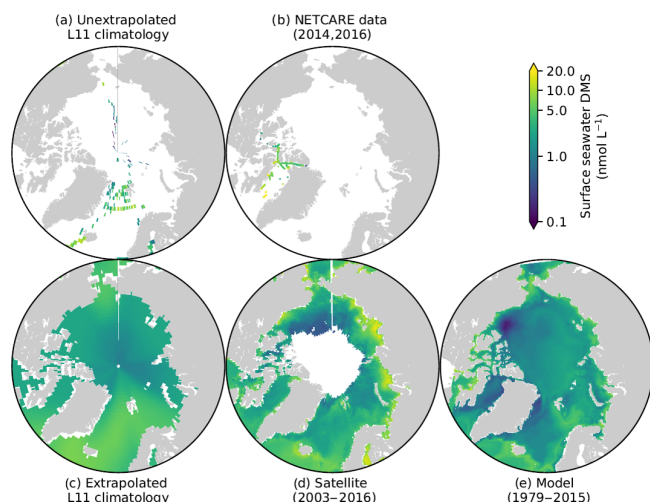 (a) Unextrapolated
L11 climatology
(b) NETCARE data
(2014,2016)
20.0
10.0
5.0
1.0
0.1
Surface seawater DMS
(nmol L⁻¹)
(c) Extrapolated
L11 climatology
(d) Satellite
(2003−2016)
(e) Model
(1979−2015)